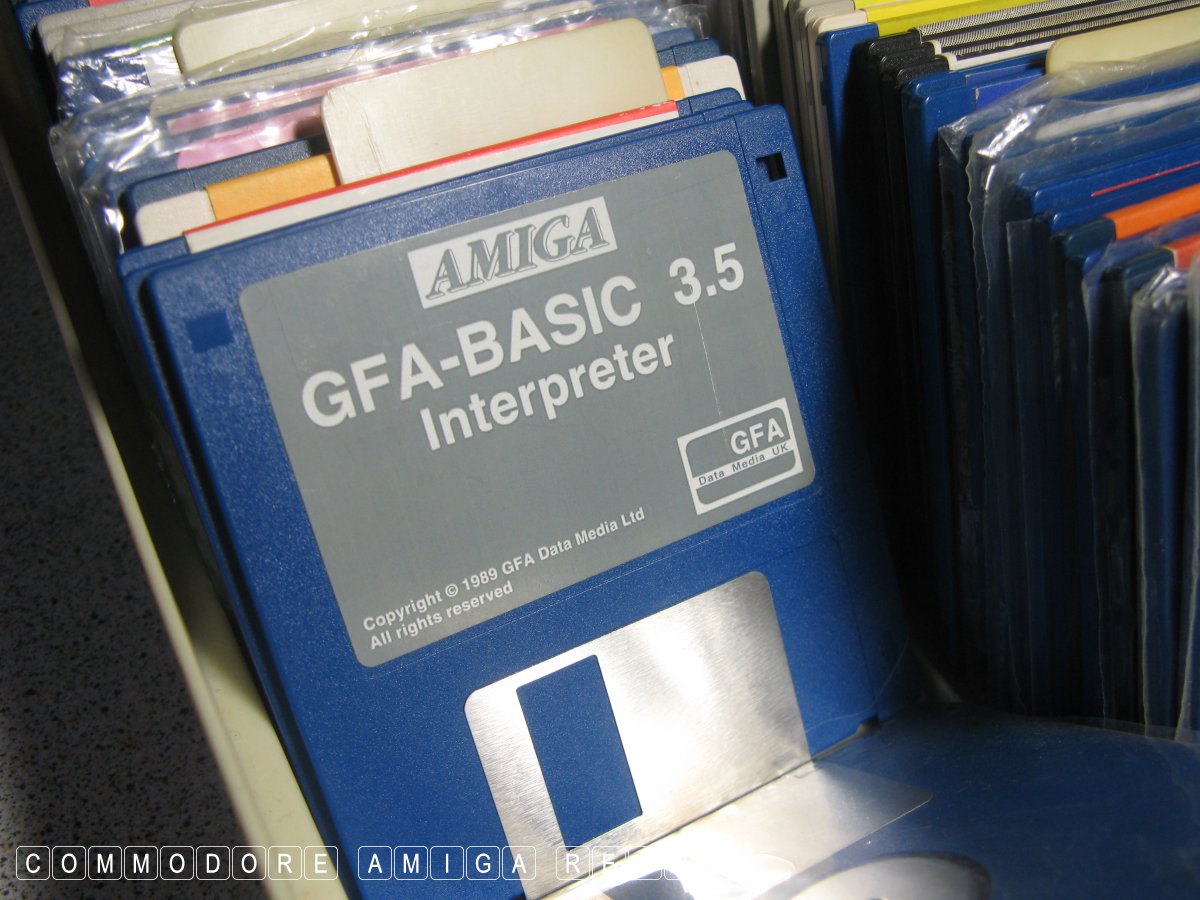 AMIGA
GFA-BASIC 3.5
Interpreter
GFA
Data Media UK
Copyright © 1989 GFA Data Media Ltd
All rights reserved
COMMODORE AMIGA RE